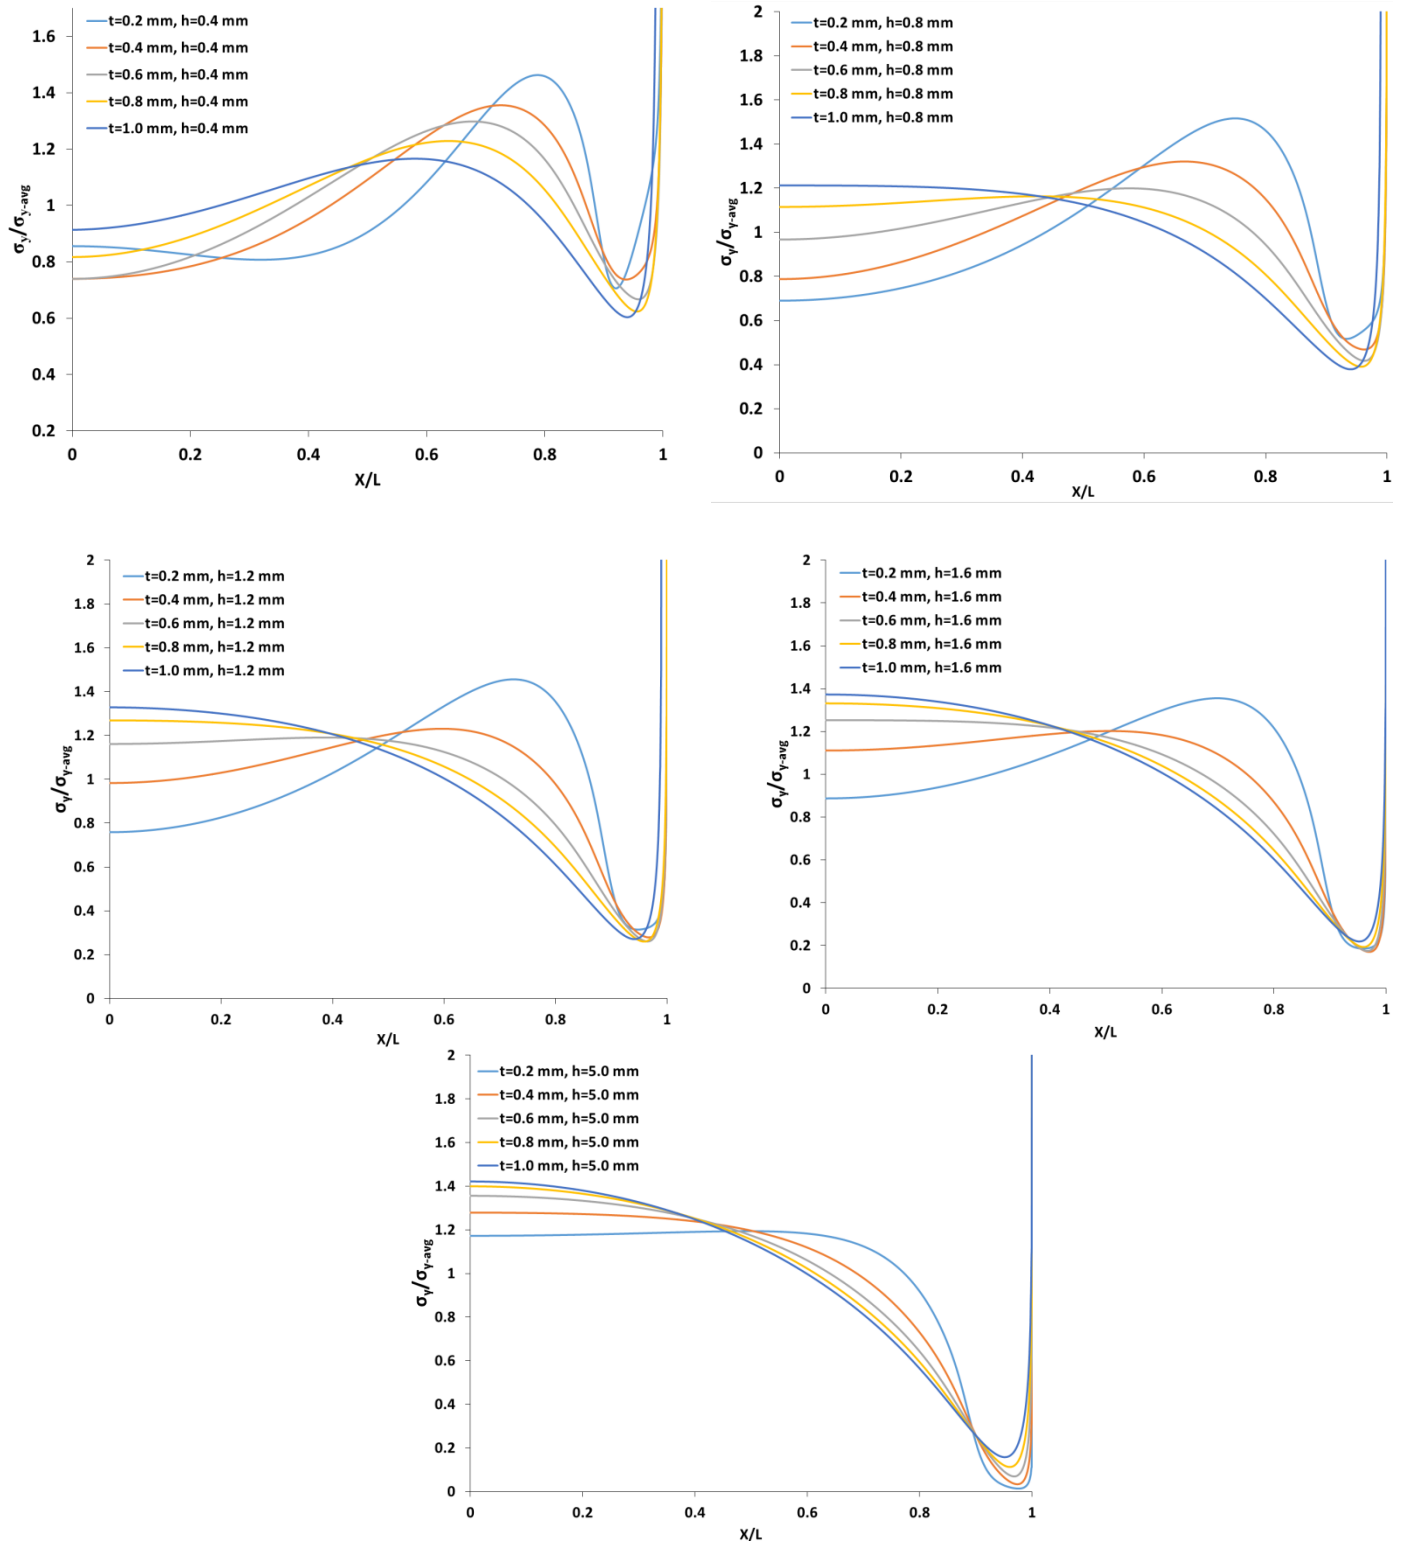 t=0.2 mm, h=0.4 mm
t=0.4 mm, h=0.4 mm
t=0.6 mm, h=0.4 mm
t=0.8 mm, h=0.4 mm
t=1.0 mm, h=0.4 mm
1.6
1.4
1.2
1
0.8
0.6
0.4
0.2
σy/σy-avg
0 0.2 0.4 0.6 0.8 1
X/L
t=0.2 mm, h=0.8 mm
t=0.4 mm, h=0.8 mm
t=0.6 mm, h=0.8 mm
t=0.8 mm, h=0.8 mm
t=1.0 mm, h=0.8 mm
2
1.8
1.6
1.4
1.2
1
0.8
0.6
0.4
0.2
0
σy/σy-avg
0 0.2 0.4 0.6 0.8 1
X/L
t=0.2 mm, h=1.2 mm
t=0.4 mm, h=1.2 mm
t=0.6 mm, h=1.2 mm
t=0.8 mm, h=1.2 mm
t=1.0 mm, h=1.2 mm
2
1.8
1.6
1.4
1.2
1
0.8
0.6
0.4
0.2
0
σy/σy-avg
0 0.2 0.4 0.6 0.8 1
X/L
t=0.2 mm, h=1.6 mm
t=0.4 mm, h=1.6 mm
t=0.6 mm, h=1.6 mm
t=0.8 mm, h=1.6 mm
t=1.0 mm, h=1.6 mm
2
1.8
1.6
1.4
1.2
1
0.8
0.6
0.4
0.2
0
σy/σy-avg
0 0.2 0.4 0.6 0.8 1
X/L
t=0.2 mm, h=5.0 mm
t=0.4 mm, h=5.0 mm
t=0.6 mm, h=5.0 mm
t=0.8 mm, h=5.0 mm
t=1.0 mm, h=5.0 mm
2
1.8
1.6
1.4
1.2
1
0.8
0.6
0.4
0.2
0
σy/σy-avg
0 0.2 0.4 0.6 0.8 1
X/L